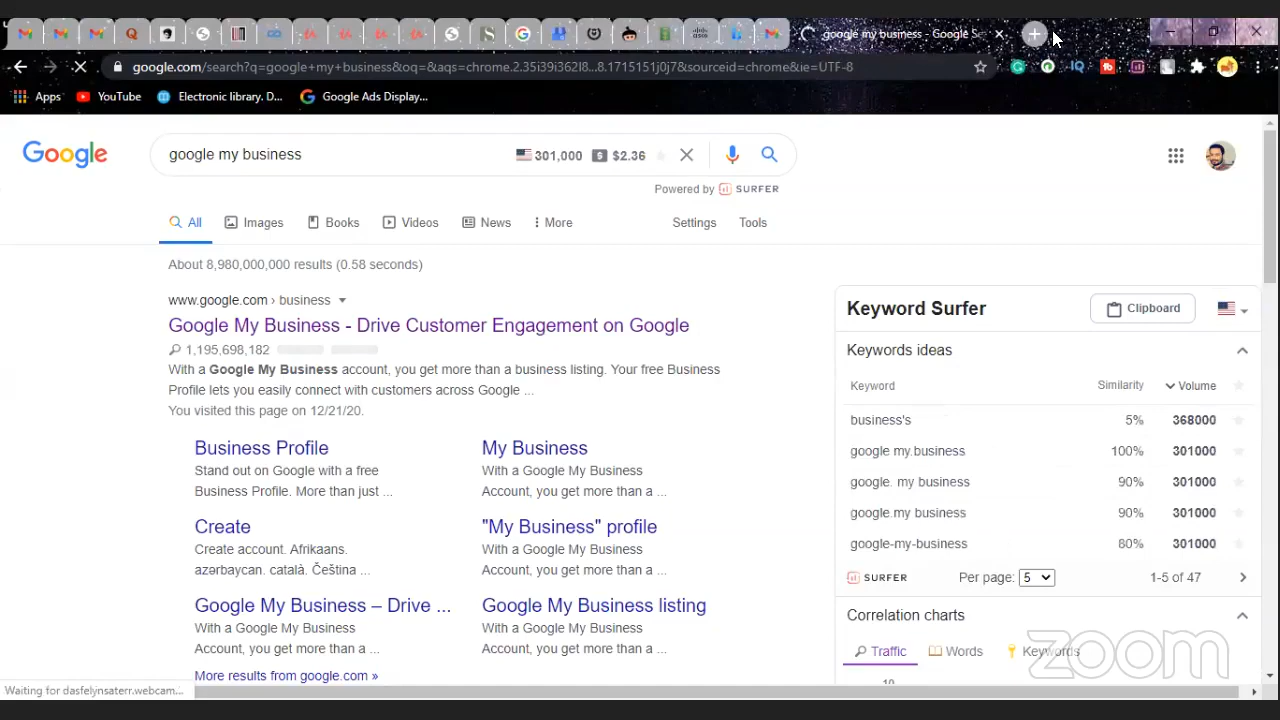 google my business - Google Se
google.com/search?q=google+my+business&oq=&aqs=chrome.2.35i39i362l8...8.1715151j0j7&sourceid=chrome&ie=UTF-8
Apps YouTube Electronic library. D... Google Ads Display...
Google google my business 301,000 $2.36
Powered by SURFER
All Images Books Videos News More Settings Tools
About 8,980,000,000 results (0.58 seconds)
www.google.com › business
Google My Business - Drive Customer Engagement on Google
1,195,698,182
With a Google My Business account, you get more than a business listing. Your free Business
Profile lets you easily connect with customers across Google ...
You visited this page on 12/21/20.
Business Profile
Stand out on Google with a free
Business Profile. More than just ...
My Business
With a Google My Business
Account, you get more than a ...
Create
Create account. Afrikaans.
azərbaycan. català. Čeština ...
"My Business" profile
With a Google My Business
Account, you get more than a ...
Google My Business – Drive ...
With a Google My Business
Account, you get more than a ...
Google My Business listing
With a Google My Business
Account, you get more than a ...
More results from google.com »
Keyword Surfer Clipboard
Keywords ideas
Keyword Similarity Volume
business's 5% 368000
google my.business 100% 301000
google. my business 90% 301000
google.my business 90% 301000
google-my-business 80% 301000
SURFER Per page: 5 1-5 of 47
Correlation charts
Traffic Words Keywords
10
zoom
Waiting for dasfelynsaterr.webcam...